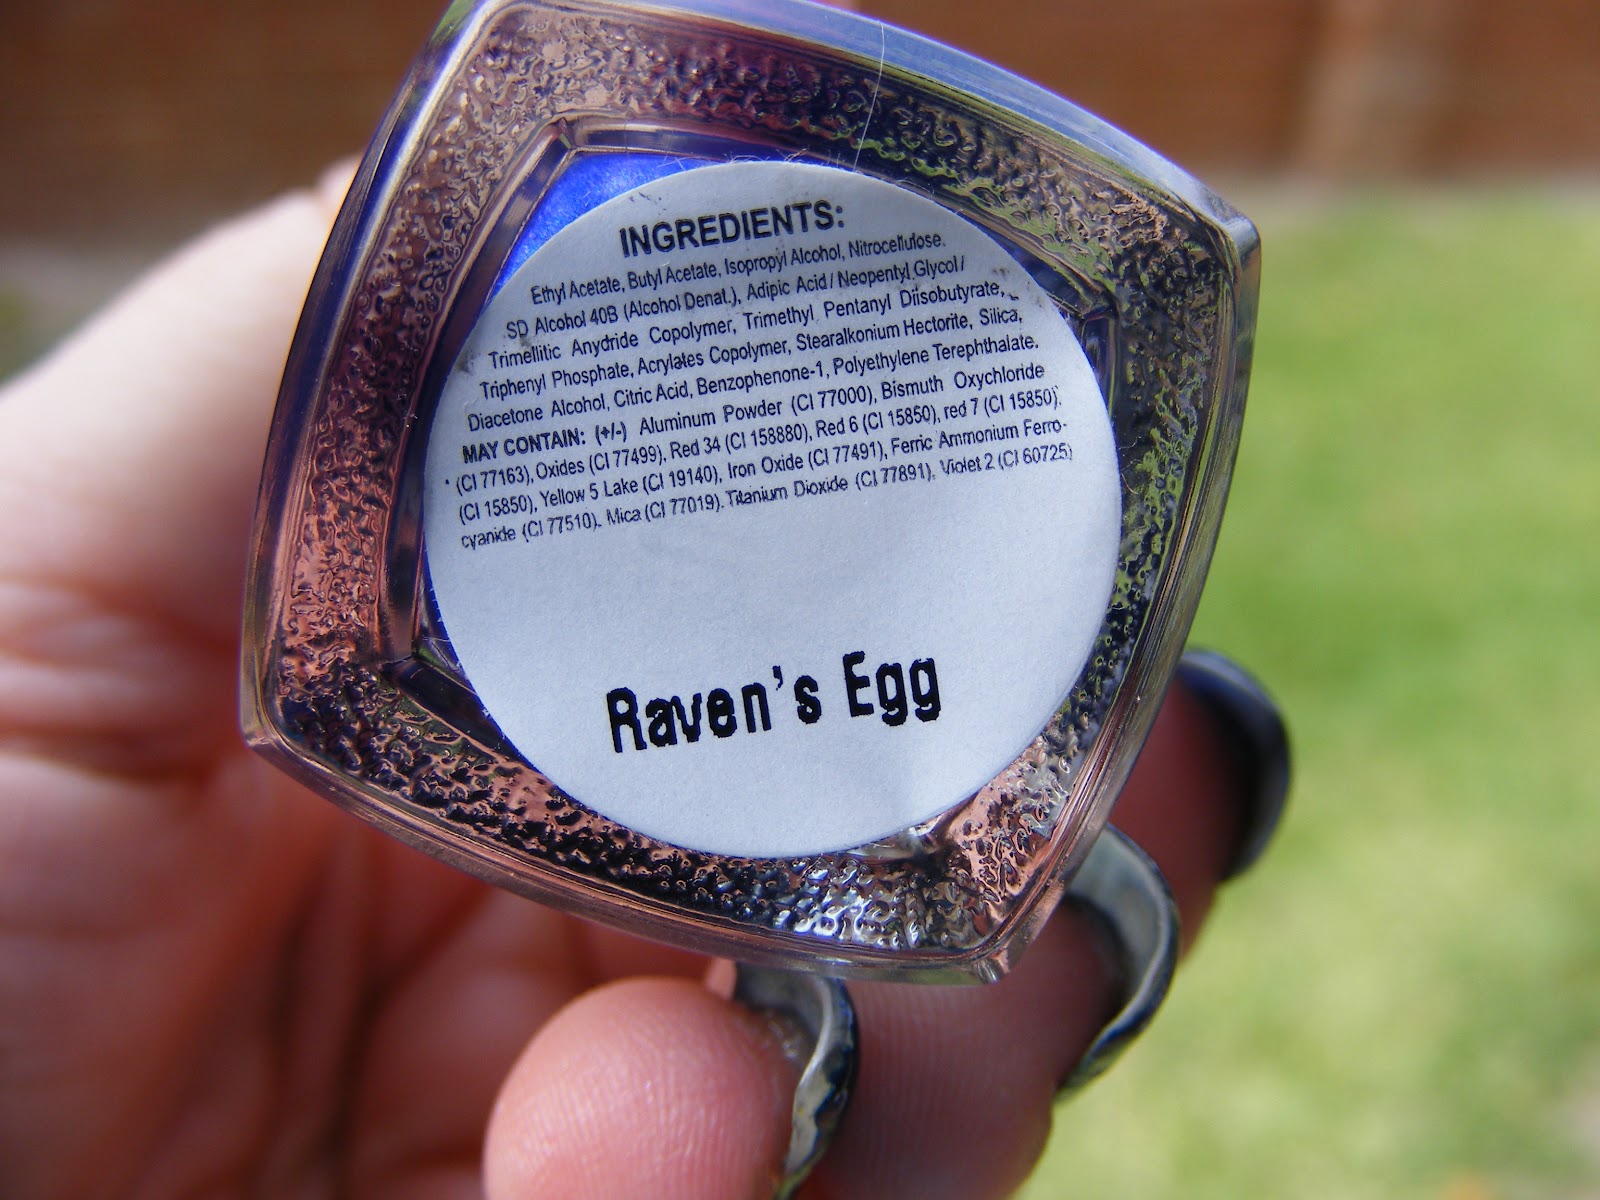 INGREDIENTS:
Ethyl Acetate, Butyl Acetate, Isopropyl Alcohol, Nitrocellulose.
SD Alcohol 40B (Alcohol Denat.), Adipic Acid / Neopentyl Glycol /
Trimellitic Anydride Copolymer, Trimethyl Pentanyl Diisobutyrate,
Triphenyl Phosphate, Acrylates Copolymer, Stearalkonium Hectorite, Silica,
Diacetone Alcohol, Citric Acid, Benzophenone-1, Polyethylene Terephthalate.
MAY CONTAIN: (+/-) Aluminum Powder (CI 77000), Bismuth Oxychloride
(CI 77163), Oxides (CI 77499), Red 34 (CI 158880), Red 6 (CI 15850), red 7 (CI 15850),
(CI 15850), Yellow 5 Lake (CI 19140), Iron Oxide (CI 77491), Ferric Ammonium Ferro-
cyanide (CI 77510). Mica (CI 77019). Titanium Dioxide (CI 77891), Violet 2 (CI 60725)
Raven's Egg